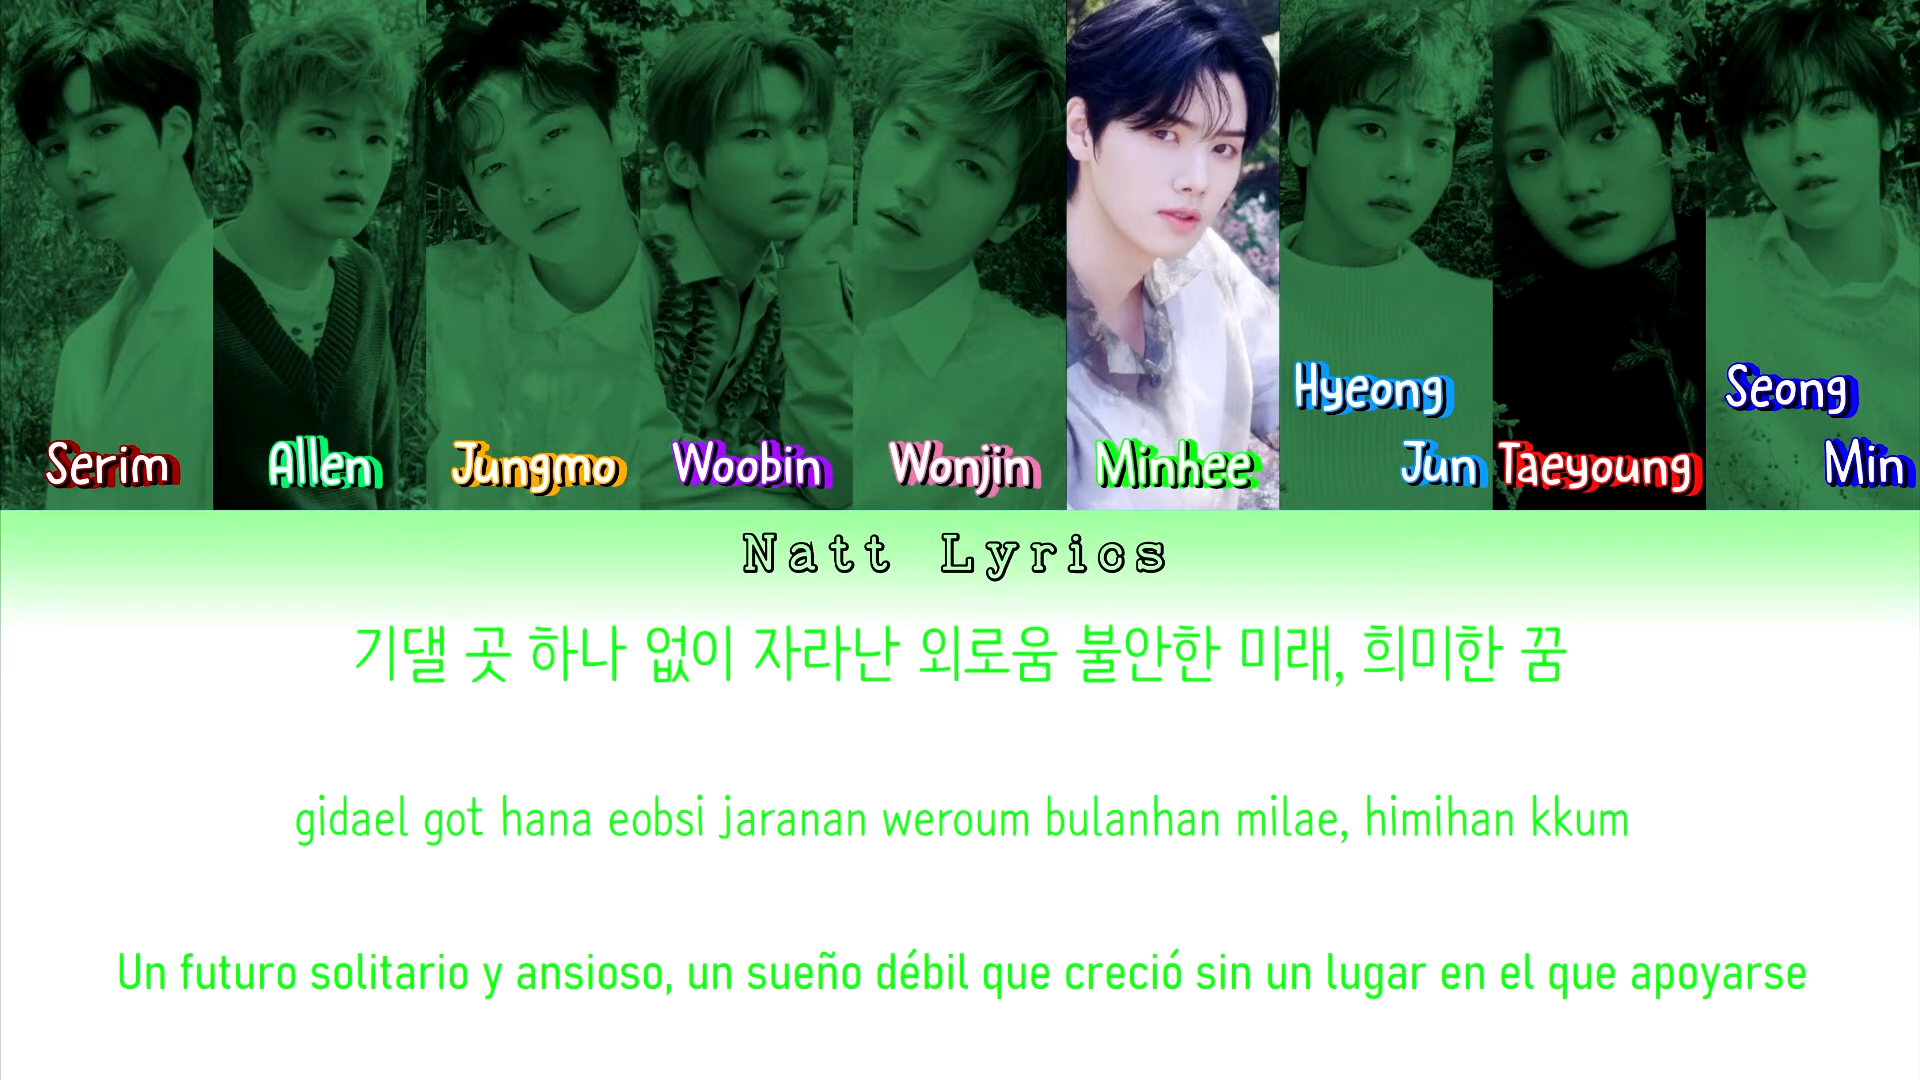 Serim
Allen
Jungmo
Woobin
Wonjin
Minhee
Hyeong
Jun
Taeyoung
Seong
Min
Natt Lyrics
기댈 곳 하나 없이 자라난 외로움 불안한 미래, 희미한 꿈
gidael got hana eobsi jaranan weroum bulanhan milae, himihan kkum
Un futuro solitario y ansioso, un sueño débil que creció sin un lugar en el que apoyarse